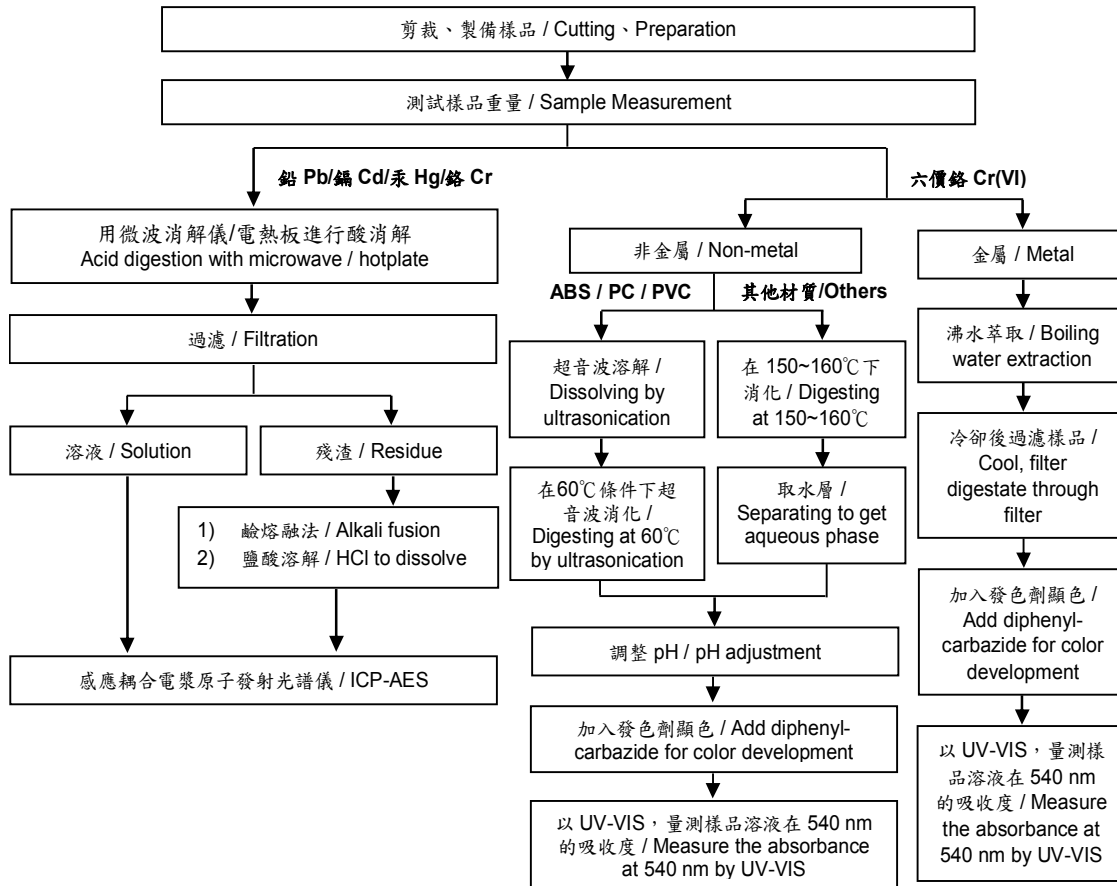 剪裁、製備樣品 / Cutting、Preparation
測試樣品重量 / Sample Measurement
鉛 Pb/鎘 Cd/汞 Hg/鉻 Cr
六價鉻 Cr(VI)
用微波消解儀/電熱板進行酸消解
Acid digestion with microwave / hotplate
過濾 / Filtration
溶液 / Solution
殘渣 / Residue
1) 鹼熔融法 / Alkali fusion
2) 鹽酸溶解 / HCl to dissolve
感應耦合電漿原子發射光譜儀 / ICP-AES
非金屬 / Non-metal
ABS / PC / PVC
其他材質/Others
超音波溶解 /
Dissolving by
ultrasonication
在60℃條件下超
音波消化 /
Digesting at 60℃
by ultrasonication
在 150~160℃下
消化 / Digesting
at 150~160℃
取水層 /
Separating to get
aqueous phase
調整 pH / pH adjustment
加入發色劑顯色 / Add diphenyl-
carbazide for color development
以 UV-VIS，量測樣品溶液在 540 nm
的吸收度 / Measure the absorbance
at 540 nm by UV-VIS
金屬 / Metal
沸水萃取 / Boiling
water extraction
冷卻後過濾樣品 /
Cool, filter
digestate through
filter
加入發色劑顯色 /
Add diphenyl-
carbazide for color
development
以 UV-VIS，量測樣
品溶液在 540 nm
的吸收度 / Measure
the absorbance at
540 nm by UV-VIS